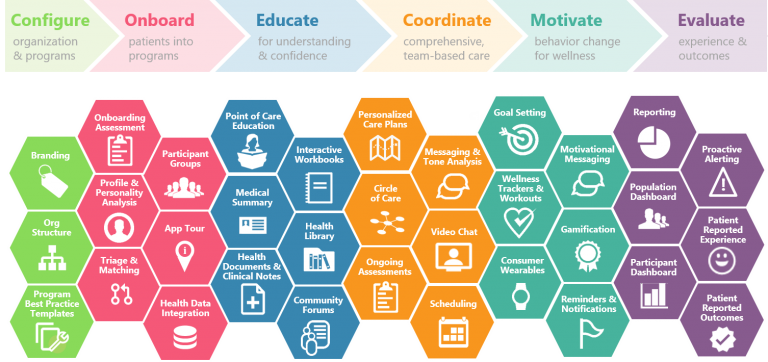 Configure
organization
& programs
Onboard
patients into
programs
Educate
for understanding
& confidence
Coordinate
comprehensive,
team-based care
Motivate
behavior change
for wellness
Evaluate
experience &
outcomes
Branding
Org
Structure
Program
Best Practice
Templates
Onboarding
Assessment
Profile &
Personality
Analysis
Triage &
Matching
Participant
Groups
App Tour
Health Data
Integration
Point of Care
Education
Medical
Summary
Health
Documents &
Clinical Notes
Interactive
Workbooks
Health
Library
Community
Forums
Personalized
Care Plans
Circle
of Care
Ongoing
Assessments
Messaging &
Tone Analysis
Video Chat
Scheduling
Goal Setting
Wellness
Trackers &
Workouts
Consumer
Wearables
Motivational
Messaging
Gamification
Reminders &
Notifications
Reporting
Population
Dashboard
Participant
Dashboard
Proactive
Alerting
Patient
Reported
Experience
Patient
Reported
Outcomes